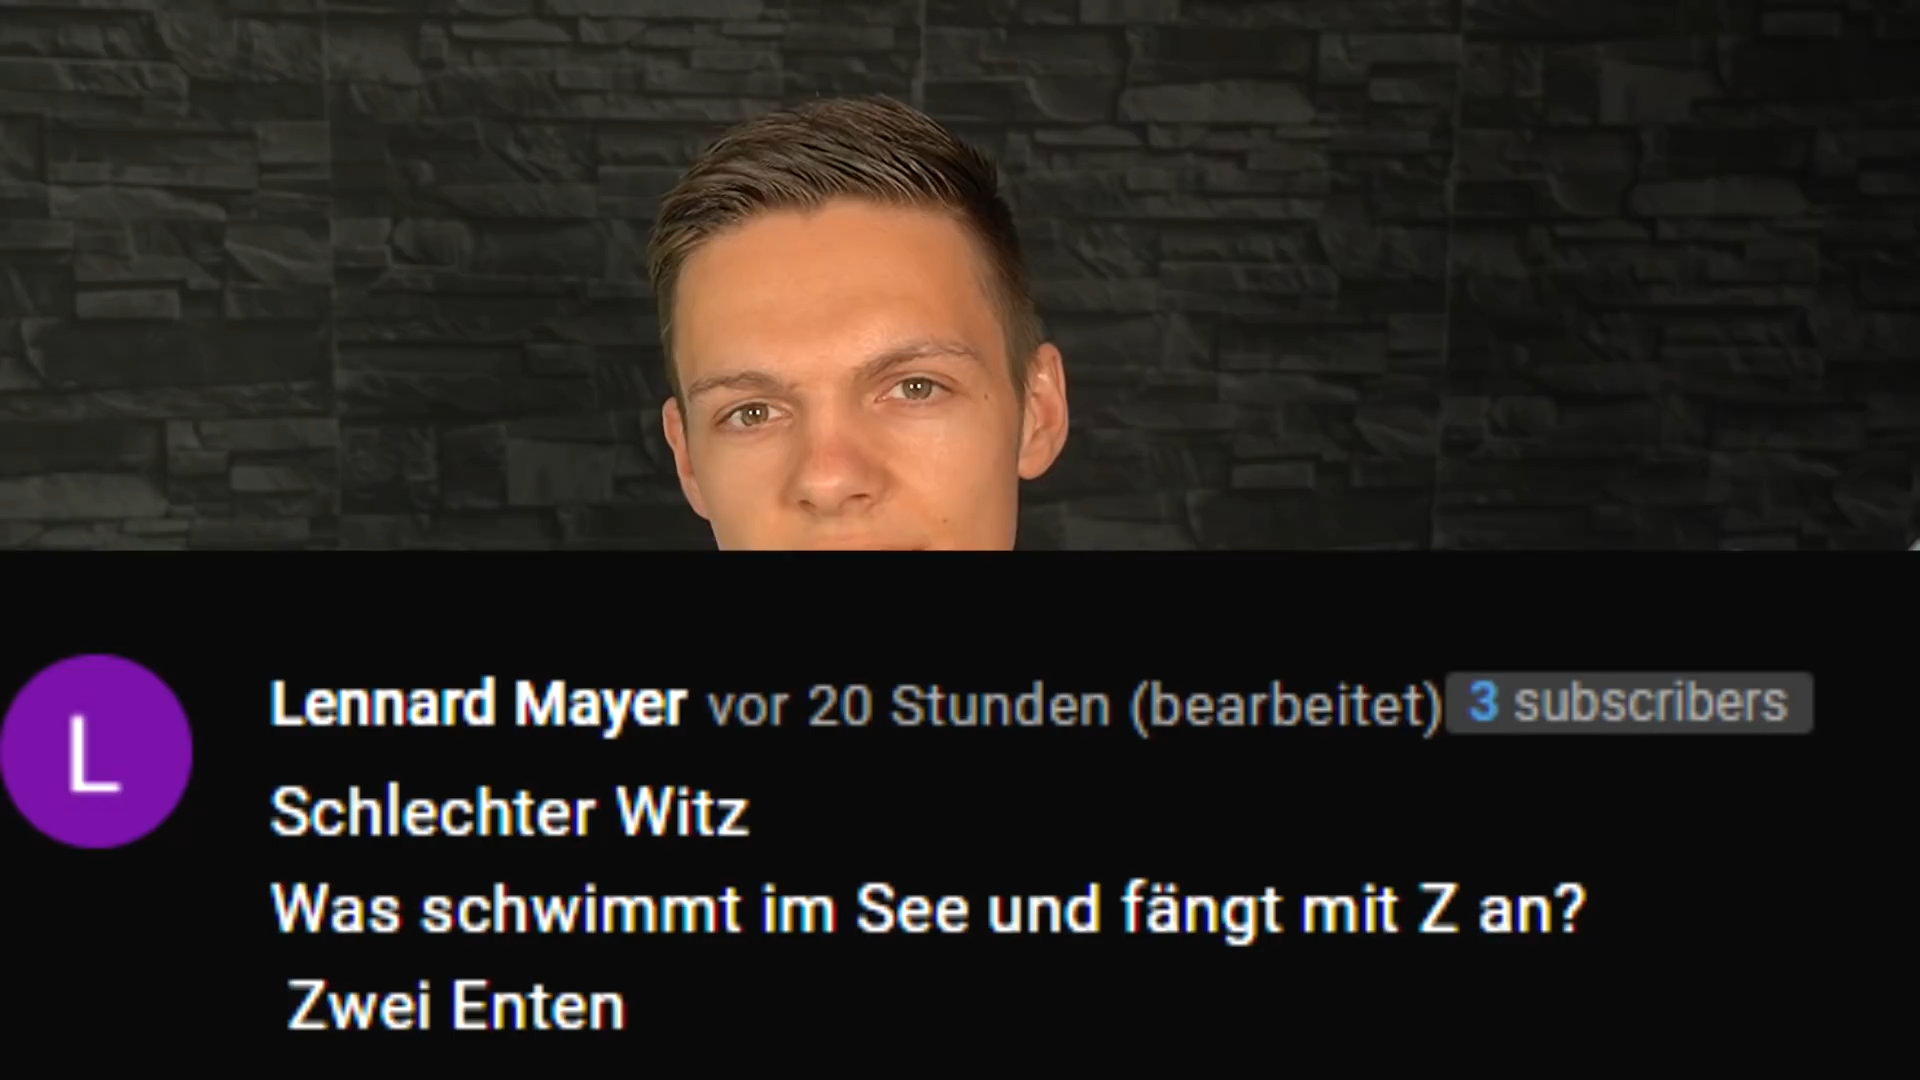 L
Lennard Mayer vor 20 Stunden (bearbeitet) 3 subscribers
Schlechter Witz
Was schwimmt im See und fängt mit Z an?
Zwei Enten